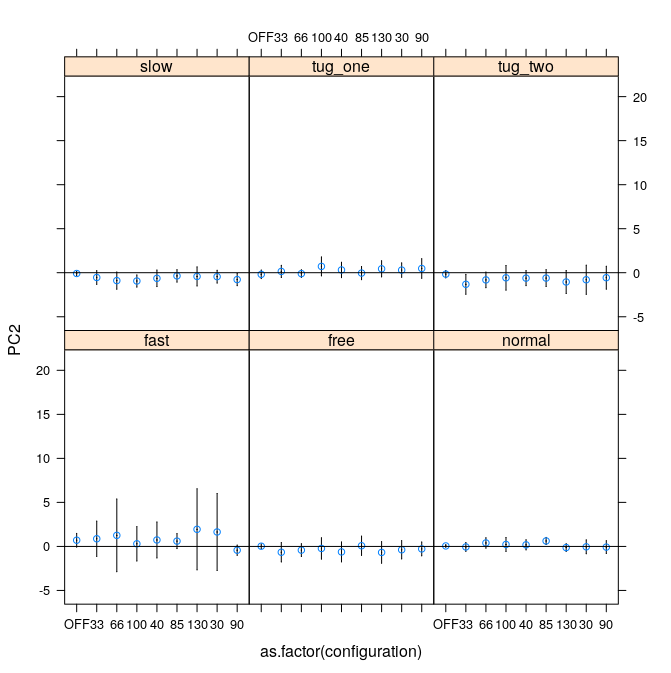 OFF33 66 100 40 85 130 30 90
slow tug_one tug_two
20
15
10
5
0
-5
PC2
fast free normal
20
15
10
5
0
-5
OFF33 66 100 40 85 130 30 90 OFF33 66 100 40 85 130 30 90
as.factor(configuration)